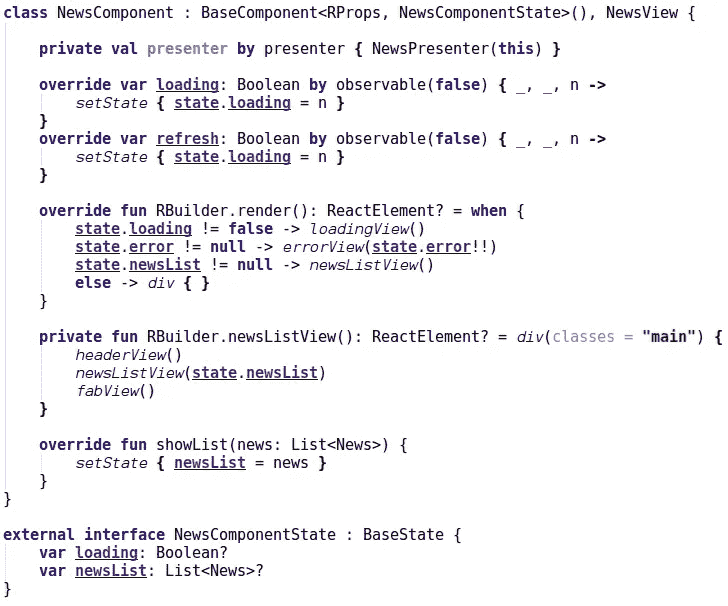 class NewsComponent : BaseComponent<RProps, NewsComponentState>(), NewsView {
    private val presenter by presenter { NewsPresenter(this) }
    override var loading: Boolean by observable(false) { _, _, n ->
        setState { state.loading = n }
    }
    override var refresh: Boolean by observable(false) { _, _, n ->
        setState { state.loading = n }
    }
    override fun RBuilder.render(): ReactElement? = when {
        state.loading != false -> loadingView()
        state.error != null -> errorView(state.error!!)
        state.newsList != null -> newsListView()
        else -> div { }
    }
    private fun RBuilder.newsListView(): ReactElement? = div(classes = "main") {
        headerView()
        newsListView(state.newsList)
        fabView()
    }
    override fun showList(news: List<News>) {
        setState { newsList = news }
    }
}
external interface NewsComponentState : BaseState {
    var loading: Boolean?
    var newsList: List<News>?
}